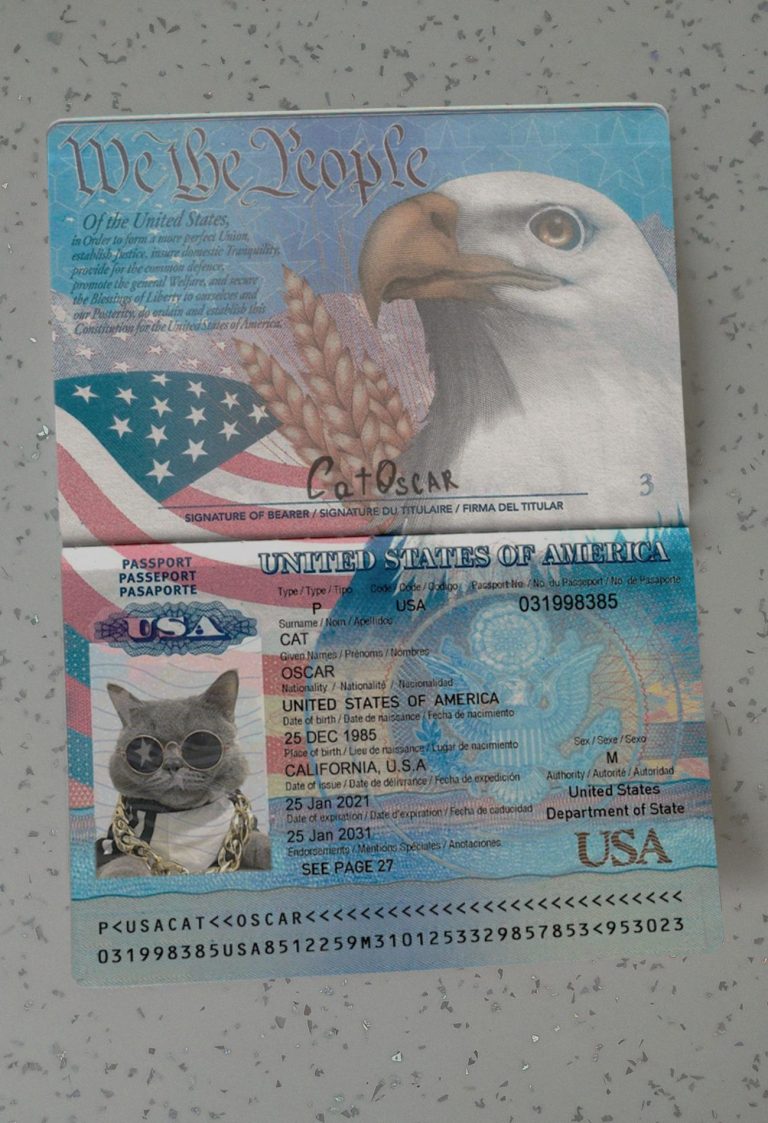 We the People
Of the United States,
in Order to form a more perfect Union,
establish Justice, insure domestic Tranquility,
provide for the common defence,
promote the general Welfare, and secure
the Blessings of Liberty to ourselves and
our Posterity, do ordain and establish this
Constitution for the United States of America.
Cat Oscar
3
SIGNATURE OF BEARER / SIGNATURE DU TITULAIRE / FIRMA DEL TITULAR
PASSPORT
PASSEPORT
PASAPORTE
USA
UNITED STATES OF AMERICA
Type / Type / Tipo Code / Code / Codigo Passport No. / No. du Passeport / No. de Pasaporte
P USA 031998385
Surname / Nom / Apellidos
CAT
Given Names / Prénoms / Nombres
OSCAR
Nationality / Nationalité / Nacionalidad
UNITED STATES OF AMERICA
Date of birth / Date de naissance / Fecha de nacimiento
25 DEC 1985
Place of birth / Lieu de naissance / Lugar de nacimiento Sex / Sexe / Sexo
CALIFORNIA, U.S.A M
Date of issue / Date de délivrance / Fecha de expedición Authority / Autorité / Autoridad
25 Jan 2021 United States
Date of expiration / Date d'expiration / Fecha de caducidad Department of State
25 Jan 2031
Endorsements / Mentions Spéciales / Anotaciones
SEE PAGE 27
USA
P<USACAT<<OSCAR<<<<<<<<<<<<<<<<<<<<<<<<<<<<<
031998385USA8512259M3101253329857853<953023